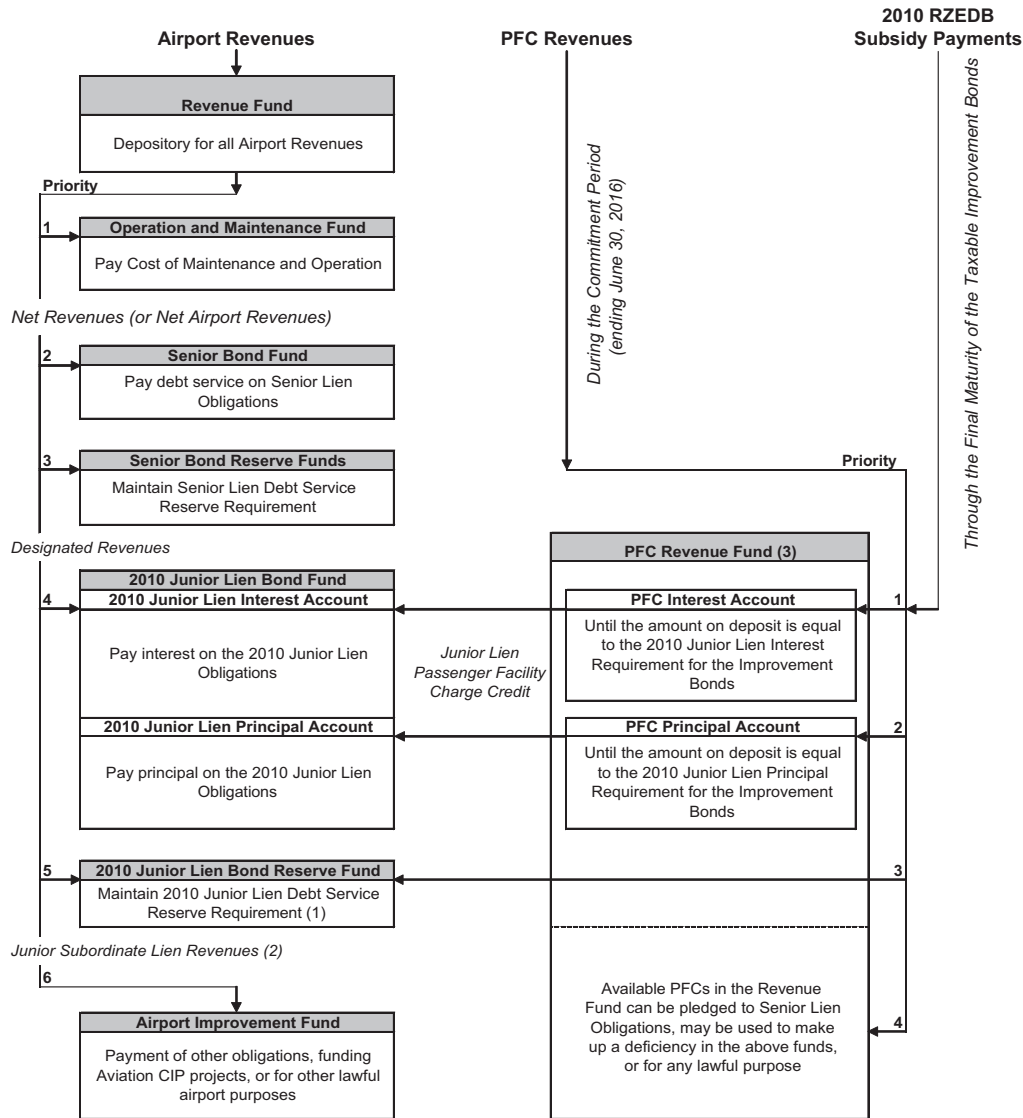 Airport Revenues
PFC Revenues
2010 RZEDB
Subsidy Payments
Revenue Fund
Depository for all Airport Revenues
During the Commitment Period
(ending June 30, 2016)
Through the Final Maturity of the Taxable Improvement Bonds
Priority
1
Operation and Maintenance Fund
Pay Cost of Maintenance and Operation
Net Revenues (or Net Airport Revenues)
2
Senior Bond Fund
Pay debt service on Senior Lien
Obligations
3
Senior Bond Reserve Funds
Maintain Senior Lien Debt Service
Reserve Requirement
Priority
Designated Revenues
PFC Revenue Fund (3)
2010 Junior Lien Bond Fund
4
2010 Junior Lien Interest Account
Pay interest on the 2010 Junior Lien
Obligations
Junior Lien
Passenger Facility
Charge Credit
PFC Interest Account
1
Until the amount on deposit is equal
to the 2010 Junior Lien Interest
Requirement for the Improvement
Bonds
2010 Junior Lien Principal Account
Pay principal on the 2010 Junior Lien
Obligations
PFC Principal Account
2
Until the amount on deposit is equal
to the 2010 Junior Lien Principal
Requirement for the Improvement
Bonds
5
2010 Junior Lien Bond Reserve Fund
3
Maintain 2010 Junior Lien Debt Service
Reserve Requirement (1)
Junior Subordinate Lien Revenues (2)
6
Airport Improvement Fund
Payment of other obligations, funding
Aviation CIP projects, or for other lawful
airport purposes
Available PFCs in the Revenue
Fund can be pledged to Senior Lien
Obligations, may be used to make
up a deficiency in the above funds,
or for any lawful purpose
4